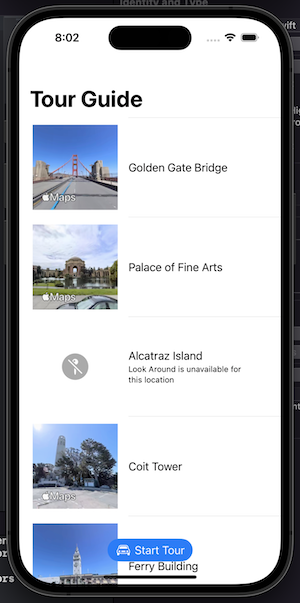 Identity and Type
8:02
Tour Guide
Maps
Golden Gate Bridge
Maps
Palace of Fine Arts
Alcatraz Island
Look Around is unavailable for
this location
Maps
Coit Tower
Start Tour
Ferry Building